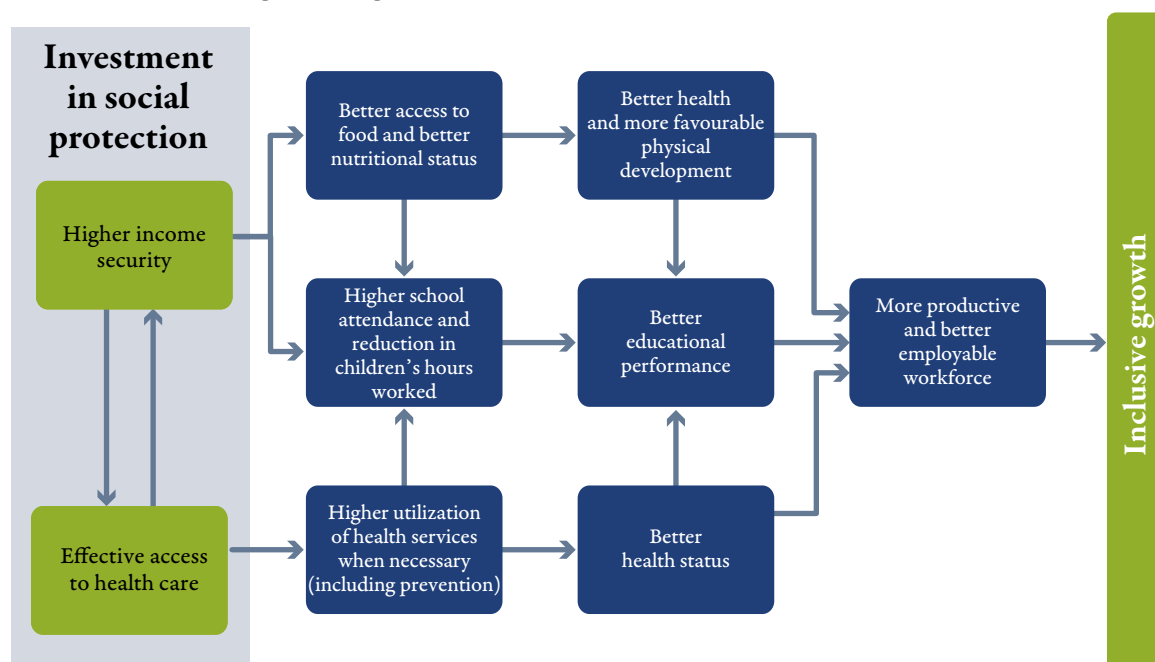 Investment
in social
protection
Higher income
security
Effective access
to health care
Better access to
food and better
nutritional status
Higher school
attendance and
reduction in
children’s hours
worked
Higher utilization
of health services
when necessary
(including prevention)
Better health
and more favourable
physical
development
Better
educational
performance
Better
health status
More productive
and better
employable
workforce
Inclusive growth